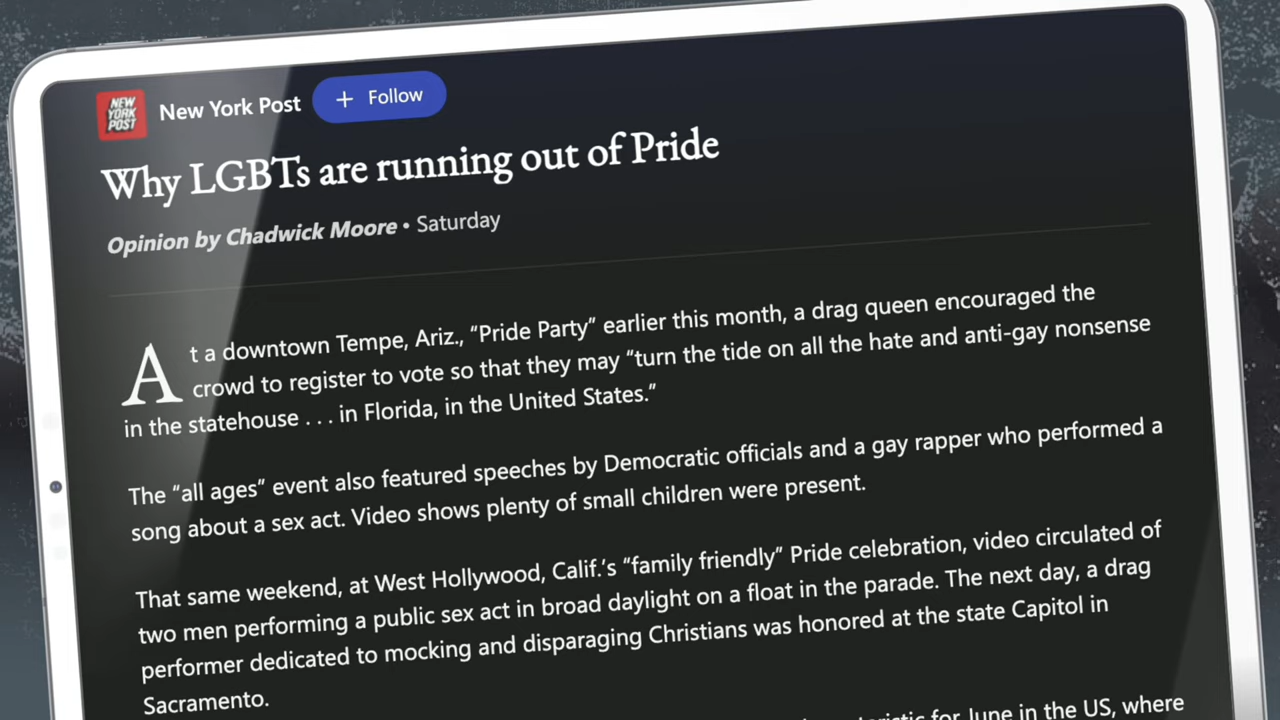 NEW
YORK
POST
New York Post
+ Follow
Why LGBTs are running out of Pride
Opinion by Chadwick Moore • Saturday
At a downtown Tempe, Ariz., “Pride Party” earlier this month, a drag queen encouraged the
crowd to register to vote so that they may “turn the tide on all the hate and anti-gay nonsense
in the statehouse . . . in Florida, in the United States.”
The “all ages” event also featured speeches by Democratic officials and a gay rapper who performed a
song about a sex act. Video shows plenty of small children were present.
That same weekend, at West Hollywood, Calif.’s “family friendly” Pride celebration, video circulated of
two men performing a public sex act in broad daylight on a float in the parade. The next day, a drag
performer dedicated to mocking and disparaging Christians was honored at the state Capitol in
Sacramento.
for June in the US, where